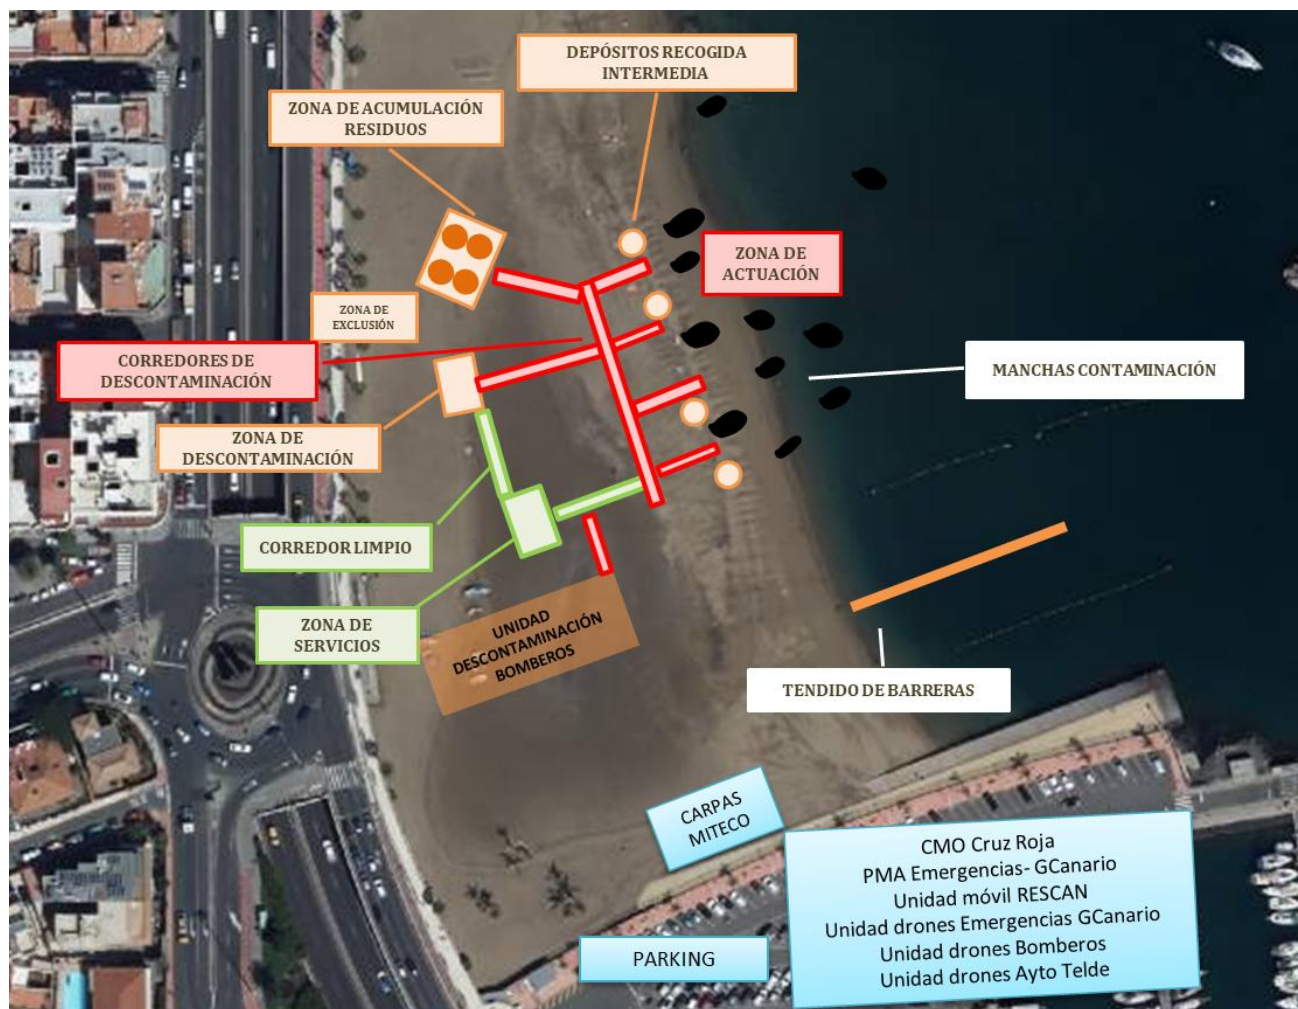 DEPÓSITOS RECOGIDA
INTERMEDIA
ZONA DE ACUMULACIÓN
RESIDUOS
ZONA DE
ACTUACIÓN
ZONA DE
EXCLUSIÓN
CORREDORES DE
DESCONTAMINACIÓN
MANCHAS CONTAMINACIÓN
ZONA DE
DESCONTAMINACIÓN
CORREDOR LIMPIO
ZONA DE
SERVICIOS
UNIDAD
DESCONTAMINACIÓN
BOMBEROS
TENDIDO DE BARRERAS
CARPAS
MITECO
CMO Cruz Roja
PMA Emergencias- GCanario
Unidad móvil RESCAN
Unidad drones Emergencias GCanario
Unidad drones Bomberos
Unidad drones Ayto Telde
PARKING